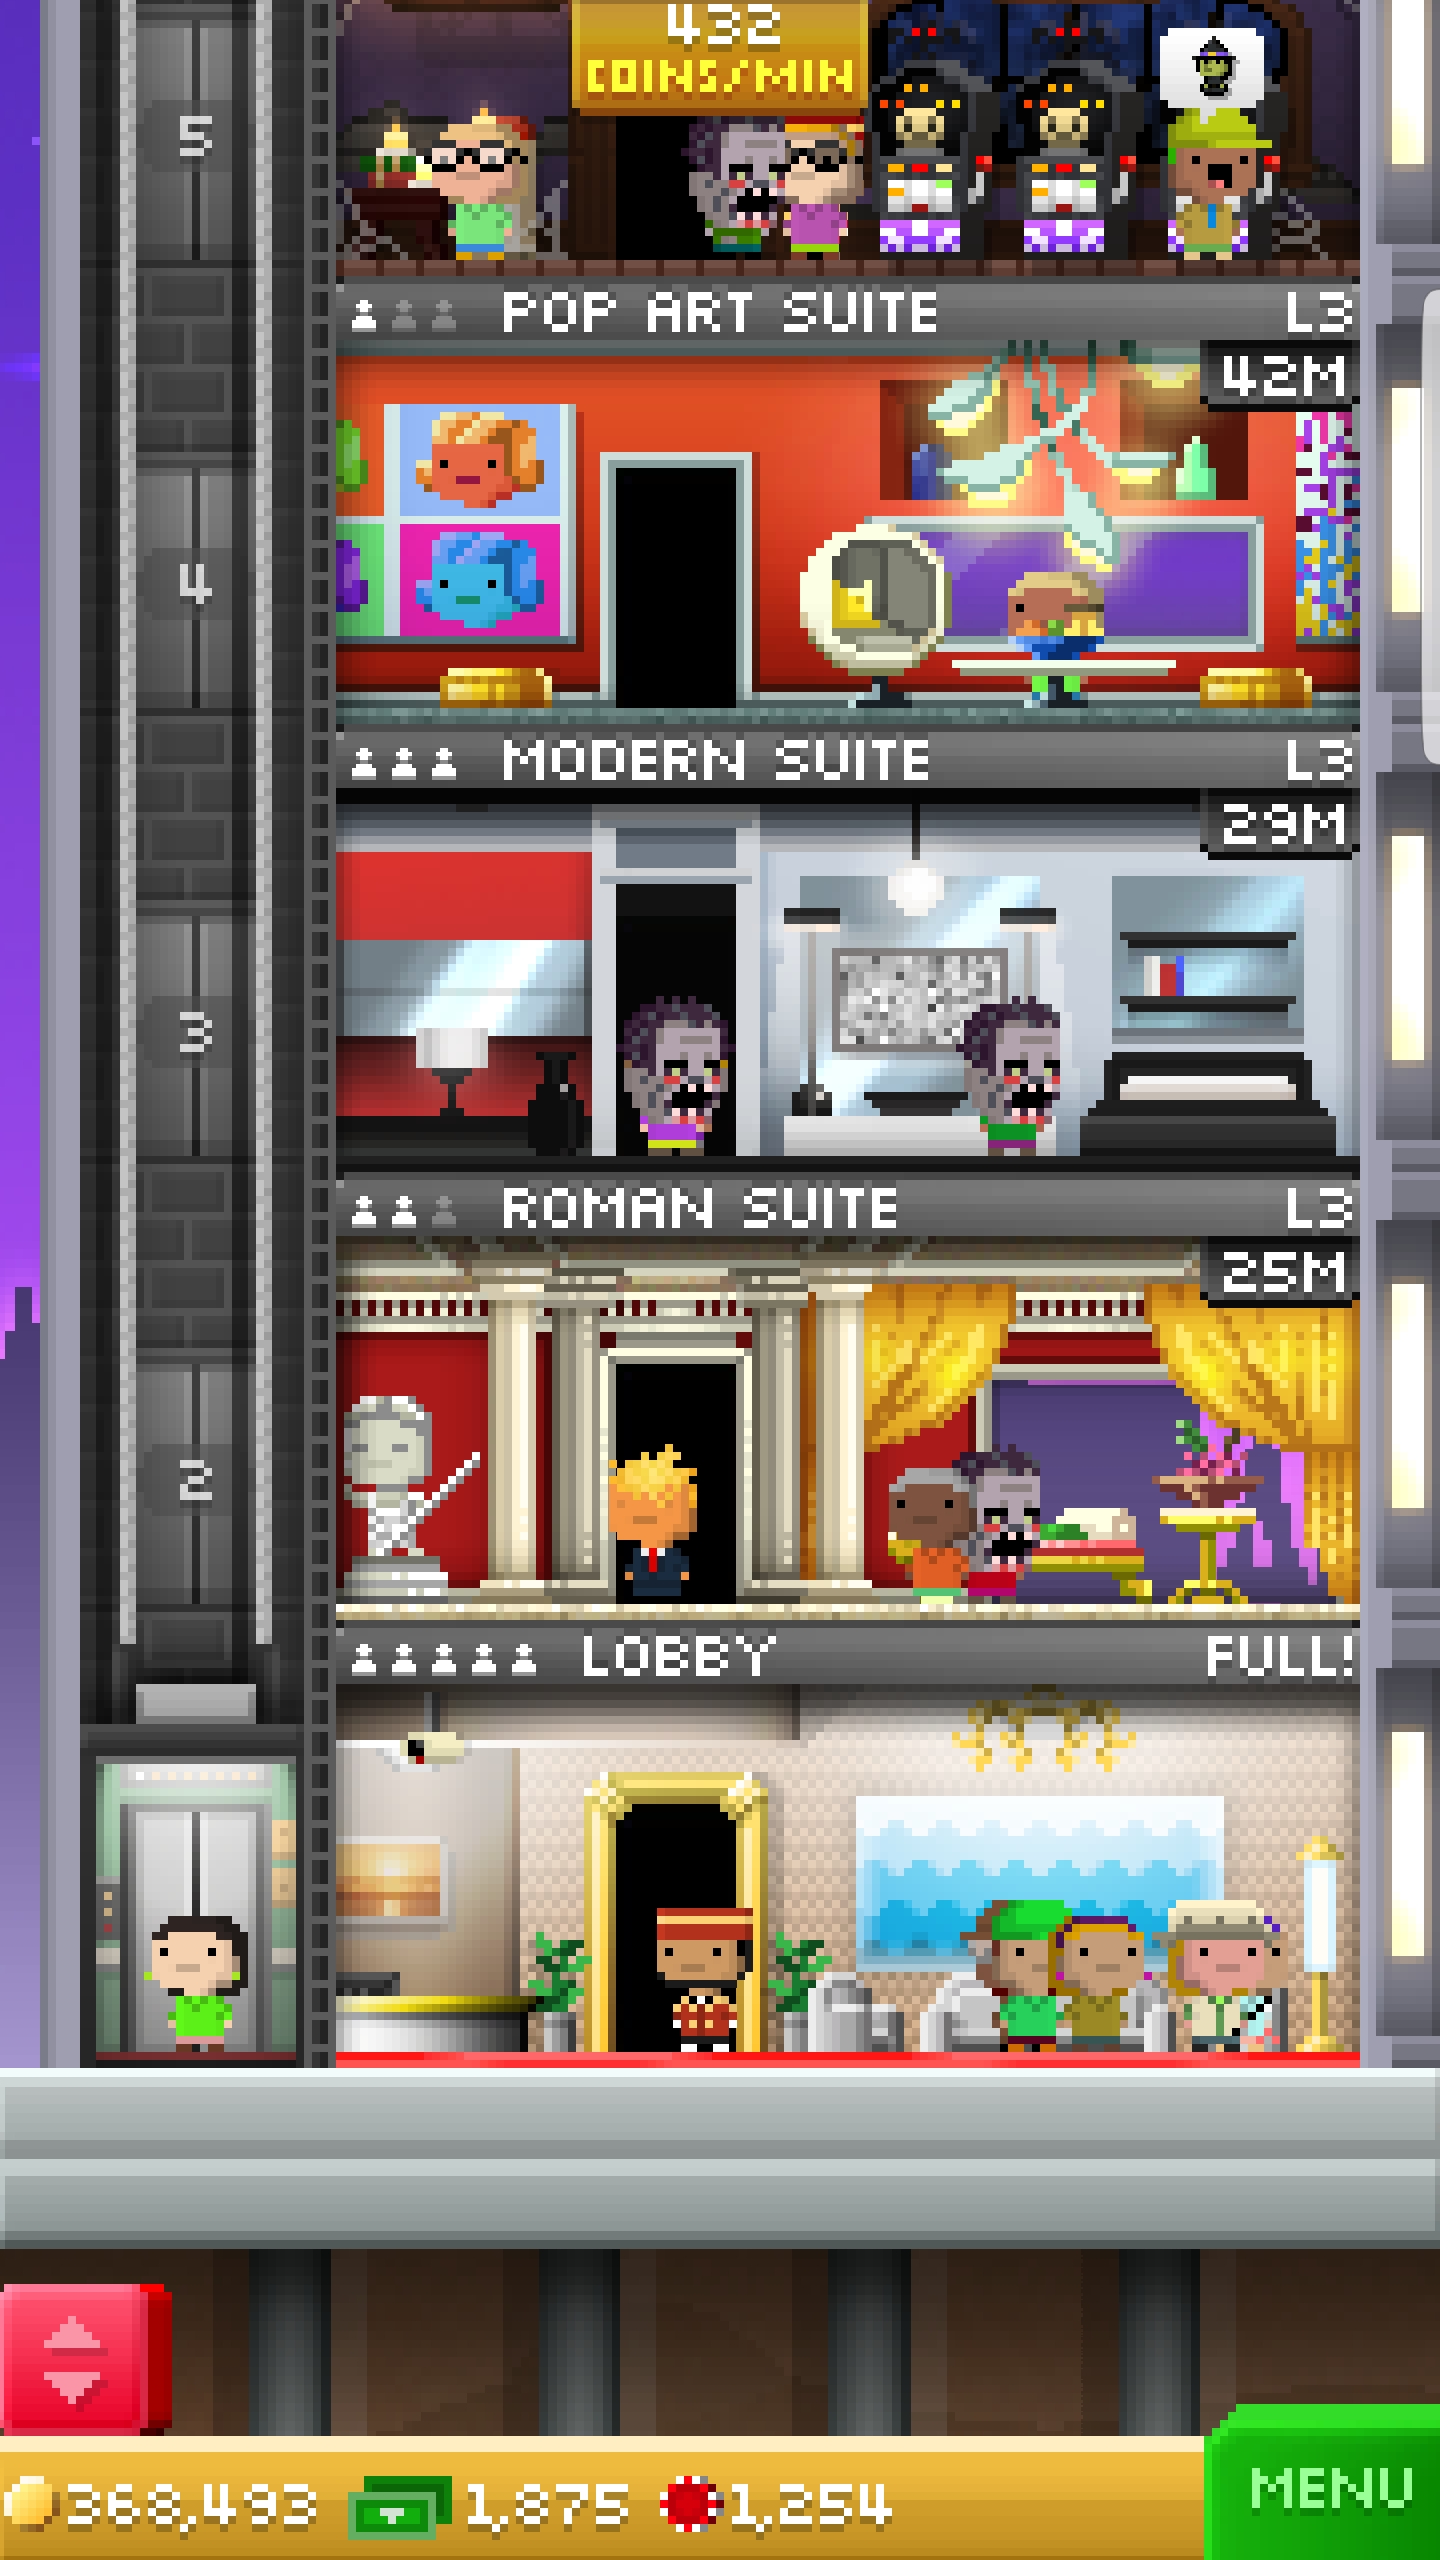 432
COINS/MIN
5
POP ART SUITE L3
42M
4
MODERN SUITE L3
29M
3
ROMAN SUITE L3
25M
2
LOBBY FULL!
368,493 1,875 1,254 MENU